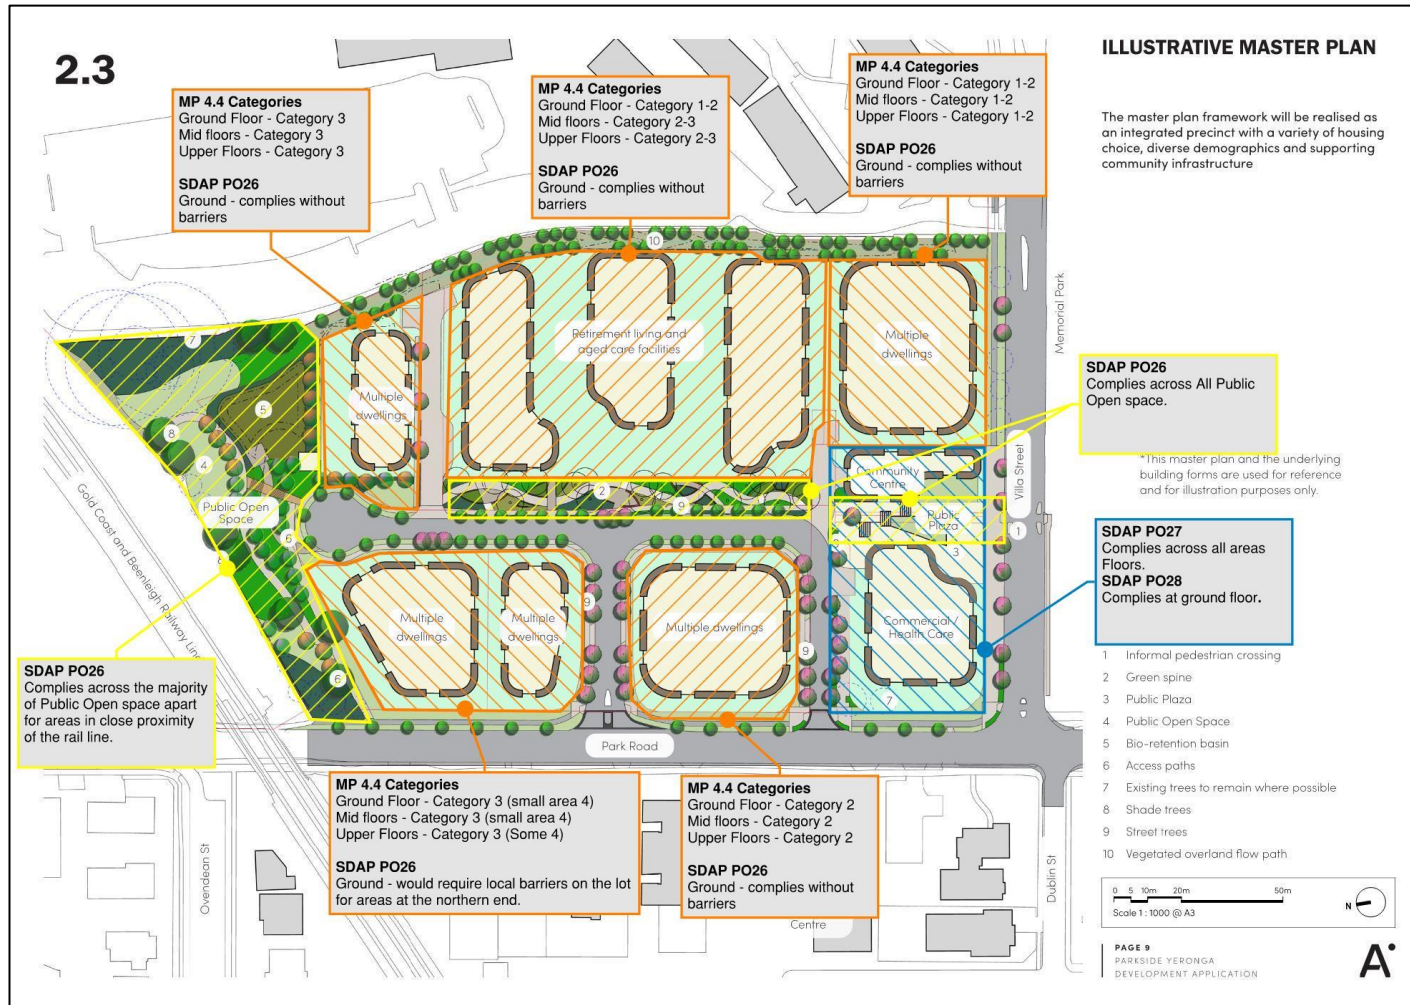 2.3
ILLUSTRATIVE MASTER PLAN
The master plan framework will be realised as
an integrated precinct with a variety of housing
choice, diverse demographics and supporting
community infrastructure
MP 4.4 Categories
Ground Floor - Category 3
Mid floors - Category 3
Upper Floors - Category 3
SDAP PO26
Ground - complies without
barriers
MP 4.4 Categories
Ground Floor - Category 1-2
Mid floors - Category 2-3
Upper Floors - Category 2-3
SDAP PO26
Ground - complies without
barriers
MP 4.4 Categories
Ground Floor - Category 1-2
Mid floors - Category 1-2
Upper Floors - Category 1-2
SDAP PO26
Ground - complies without
barriers
10
7
Retirement living and
aged care facilities
Multiple
dwellings
Memorial Park
5
Multiple
dwellings
8
4
Public Open
Space
6
2
9
Community
Centre
Public
Plaza
3
Villa Street
1
SDAP PO26
Complies across All Public
Open space.
*This master plan and the underlying
building forms are used for reference
and for illustration purposes only.
SDAP PO27
Complies across all areas
Floors.
SDAP PO28
Complies at ground floor.
Gold Coast and Beenleigh Railway Line
8
Multiple
dwellings
Multiple
dwellings
9
Multiple dwellings
9
Commercial /
Health Care
7
6
SDAP PO26
Complies across the majority
of Public Open space apart
for areas in close proximity
of the rail line.
Park Road
MP 4.4 Categories
Ground Floor - Category 3 (small area 4)
Mid floors - Category 3 (small area 4)
Upper Floors - Category 3 (Some 4)
SDAP PO26
Ground - would require local barriers on the lot
for areas at the northern end.
MP 4.4 Categories
Ground Floor - Category 2
Mid floors - Category 2
Upper Floors - Category 2
SDAP PO26
Ground - complies without
barriers
Centre
Ovendean St
Dublin St
1 Informal pedestrian crossing
2 Green spine
3 Public Plaza
4 Public Open Space
5 Bio-retention basin
6 Access paths
7 Existing trees to remain where possible
8 Shade trees
9 Street trees
10 Vegetated overland flow path
0 5 10m 20m 50m
Scale 1 : 1000 @ A3
N
PAGE 9
PARKSIDE YERONGA
DEVELOPMENT APPLICATION
A